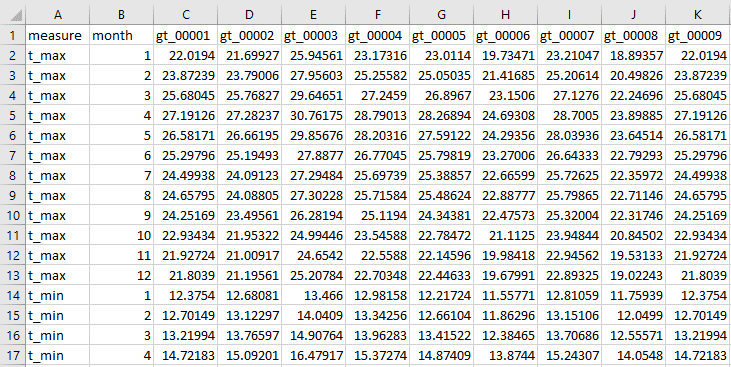 A B C D E F G H I J K
1 measure month gt_00001 gt_00002 gt_00003 gt_00004 gt_00005 gt_00006 gt_00007 gt_00008 gt_00009
2 t_max 1 22.0194 21.69927 25.94561 23.17316 23.0114 19.73471 23.21047 18.89357 22.0194
3 t_max 2 23.87239 23.79006 27.95603 25.25582 25.05035 21.41685 25.20614 20.49826 23.87239
4 t_max 3 25.68045 25.76827 29.64651 27.2459 26.8967 23.1506 27.1276 22.24696 25.68045
5 t_max 4 27.19126 27.28237 30.76175 28.79013 28.26894 24.69308 28.7005 23.89885 27.19126
6 t_max 5 26.58171 26.66195 29.85676 28.20316 27.59122 24.29356 28.03936 23.64514 26.58171
7 t_max 6 25.29796 25.19493 27.8877 26.77045 25.79819 23.27006 26.64333 22.79293 25.29796
8 t_max 7 24.49938 24.09123 27.29484 25.69739 25.38857 22.66599 25.72625 22.35972 24.49938
9 t_max 8 24.65795 24.08805 27.30228 25.71584 25.48624 22.88777 25.79865 22.71146 24.65795
10 t_max 9 24.25169 23.49561 26.28194 25.1194 24.34381 22.47573 25.32004 22.31746 24.25169
11 t_max 10 22.93434 21.95322 24.99446 23.54588 22.78472 21.1125 23.94844 20.84502 22.93434
12 t_max 11 21.92724 21.00917 24.6542 22.5588 22.14596 19.98418 22.94562 19.53133 21.92724
13 t_max 12 21.8039 21.19561 25.20784 22.70348 22.44633 19.67991 22.89325 19.02243 21.8039
14 t_min 1 12.3754 12.68081 13.466 12.98158 12.21724 11.55771 12.81059 11.75939 12.3754
15 t_min 2 12.70149 13.12297 14.0409 13.34256 12.66104 11.86296 13.15106 12.0499 12.70149
16 t_min 3 13.21994 13.76597 14.90764 13.96283 13.41522 12.38465 13.70686 12.55571 13.21994
17 t_min 4 14.72183 15.09201 16.47917 15.37274 14.87409 13.8744 15.24307 14.0548 14.72183